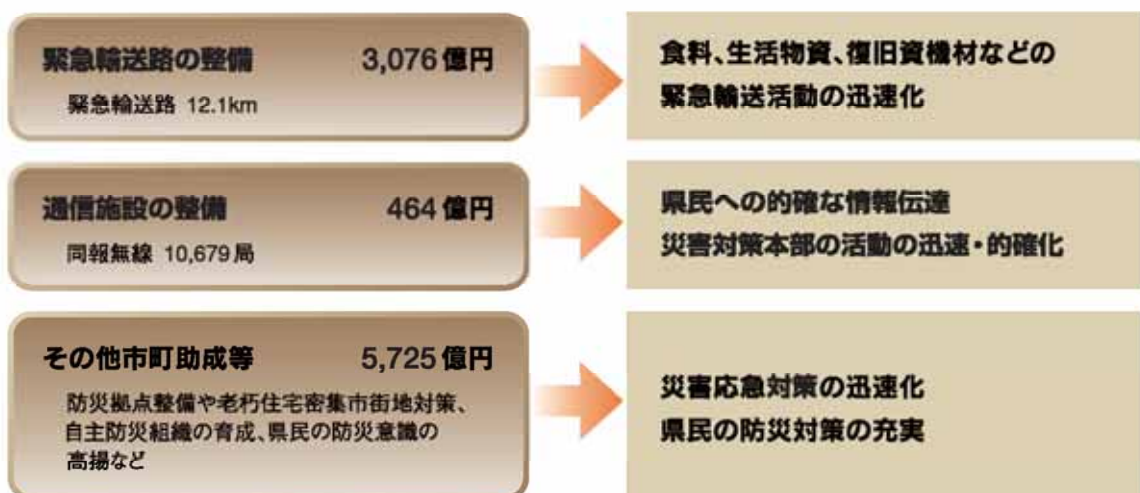 緊急輸送路の整備 3,076億円
緊急輸送路 12.1km
食料、生活物資、復旧資機材などの
緊急輸送活動の迅速化
通信施設の整備 464億円
同報無線 10,679局
県民への的確な情報伝達
災害対策本部の活動の迅速・的確化
その他市町助成等 5,725億円
防災拠点整備や老朽住宅密集市街地対策、
自主防災組織の育成、県民の防災意識の
高揚など
災害応急対策の迅速化
県民の防災対策の充実